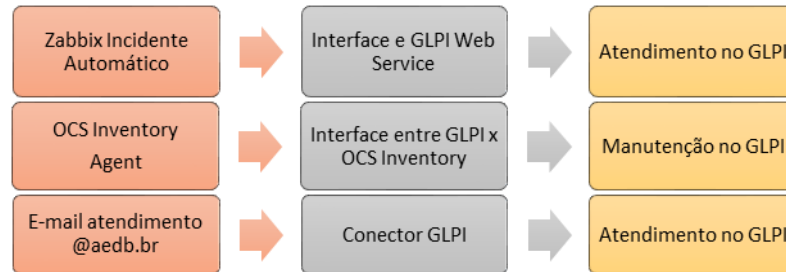 Zabbix Incidente
Automático
Interface e GLPI Web
Service
Atendimento no GLPI
OCS Inventory
Agent
Interface entre GLPI x
OCS Inventory
Manutenção no GLPI
E-mail atendimento
@aedb.br
Conector GLPI
Atendimento no GLPI